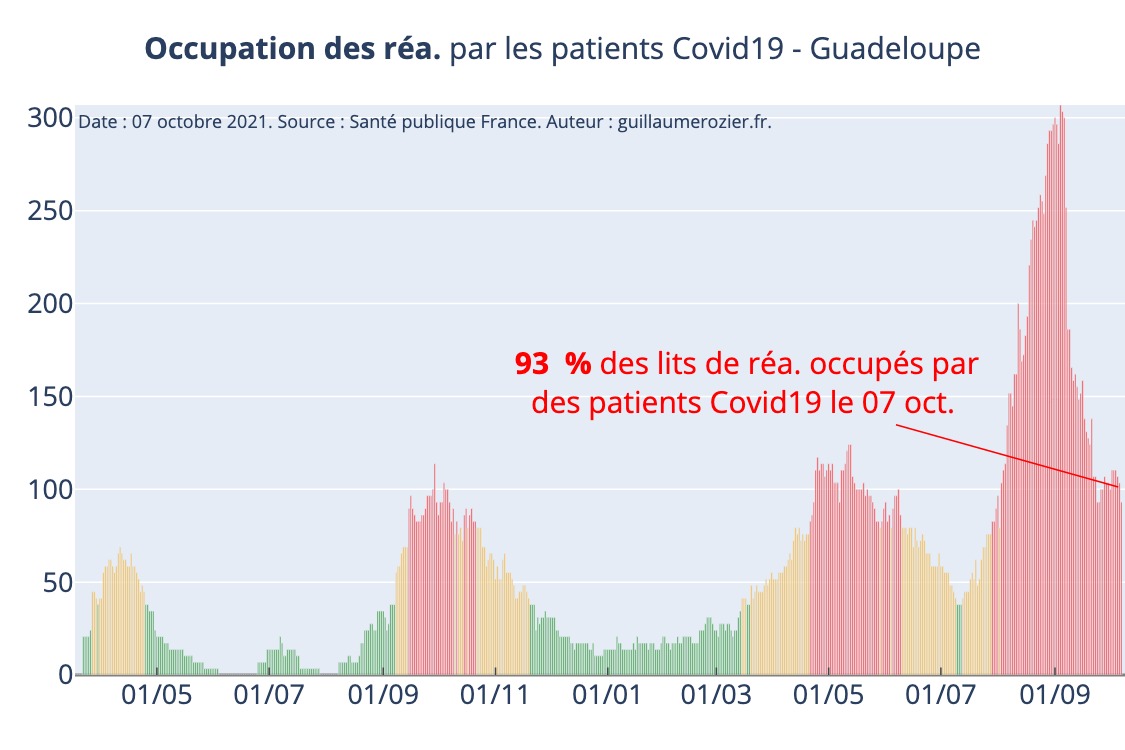 Occupation des réa. par les patients Covid19 - Guadeloupe
300
Date : 07 octobre 2021. Source : Santé publique France. Auteur : guillaumerozier.fr.
250
200
93 % des lits de réa. occupés par
des patients Covid19 le 07 oct.
150
100
50
0
01/05 01/07 01/09 01/11 01/01 01/03 01/05 01/07 01/09